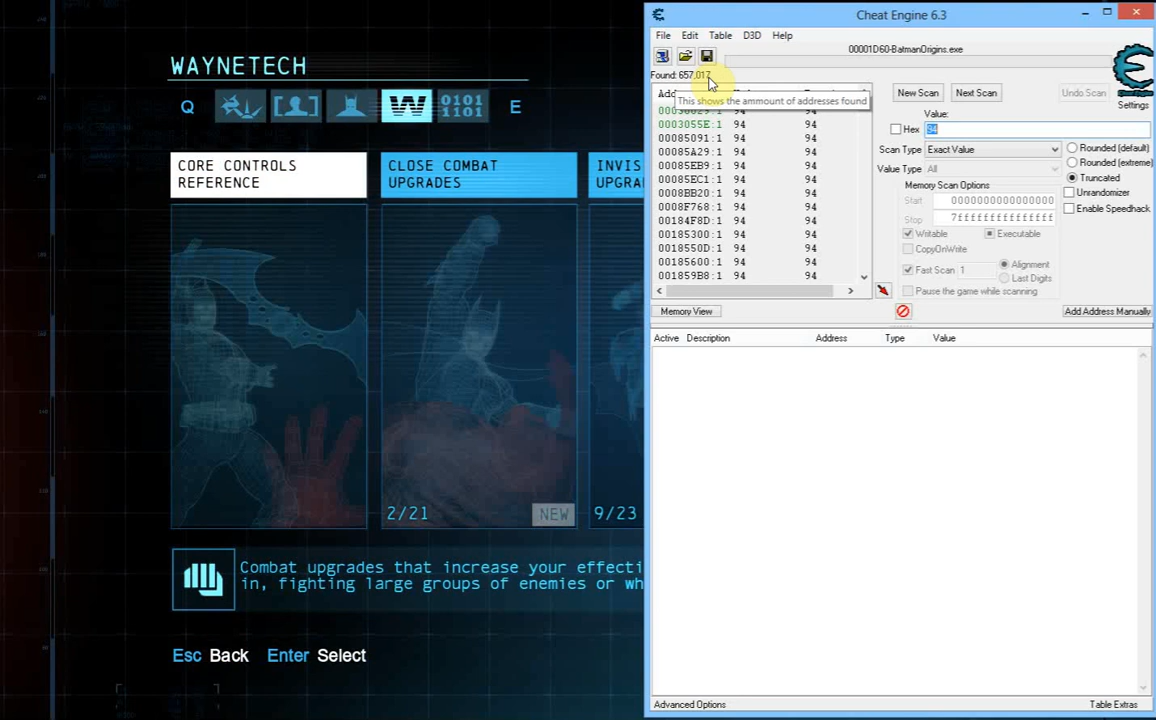 WAYNETECH
Q
W
0101
1101
E
CORE CONTROLS
REFERENCE
CLOSE COMBAT
UPGRADES
INVIS
UPGRA
2/21
NEW
9/23
Combat upgrades that increase your effecti
in, fighting large groups of enemies or wh
Esc Back Enter Select
Cheat Engine 6.3
File Edit Table D3D Help
00001D60-BatmanOrigins.exe
Found: 657,017
This shows the ammount of addresses found
0003055E:1 94 94
00085091:1 94 94
00085A29:1 94 94
00085EB9:1 94 94
00085EC1:1 94 94
0008BB20:1 94 94
0008F768:1 94 94
00184F8D:1 94 94
00185300:1 94 94
0018550D:1 94 94
00185600:1 94 94
001859B8:1 94 94
Memory View
New Scan Next Scan Undo Scan
Settings
Value:
Hex 94
Scan Type Exact Value
Value Type All
Rounded (default)
Rounded (extreme)
Truncated
Unrandomizer
Enable Speedhack
Memory Scan Options
Start 0000000000000000
Stop 7fffffffffffffff
Writable Executable
CopyOnWrite
Fast Scan 1 Alignment
Last Digits
Pause the game while scanning
Add Address Manually
Active Description Address Type Value
Advanced Options Table Extras